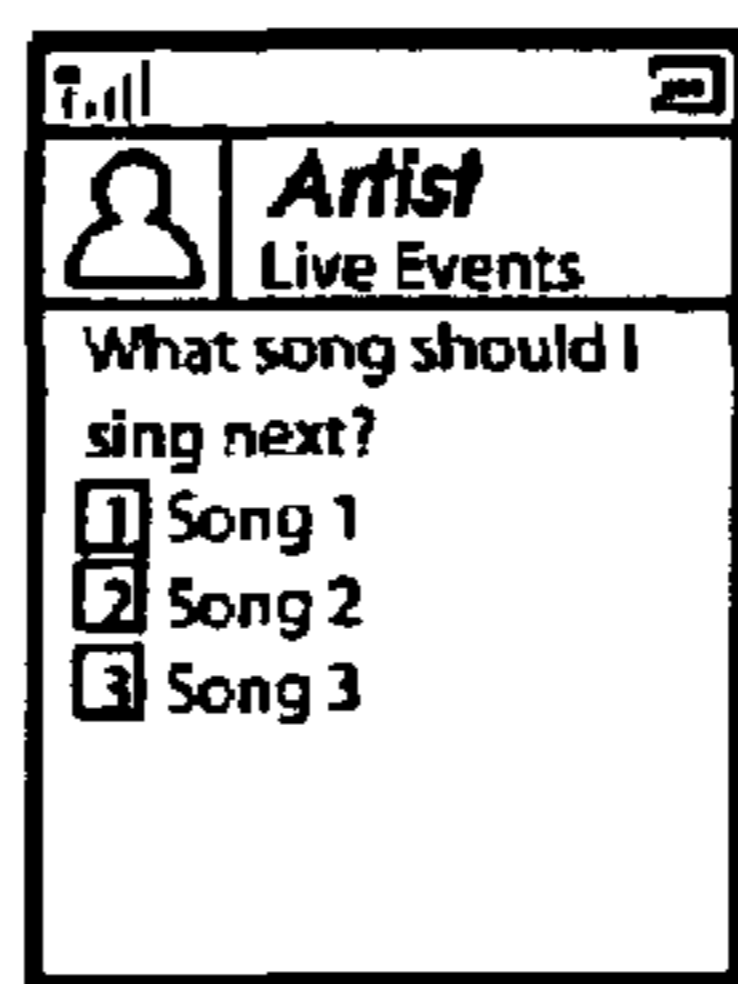 Artist
Live Events
What song should I
sing next?
1 Song 1
2 Song 2
3 Song 3